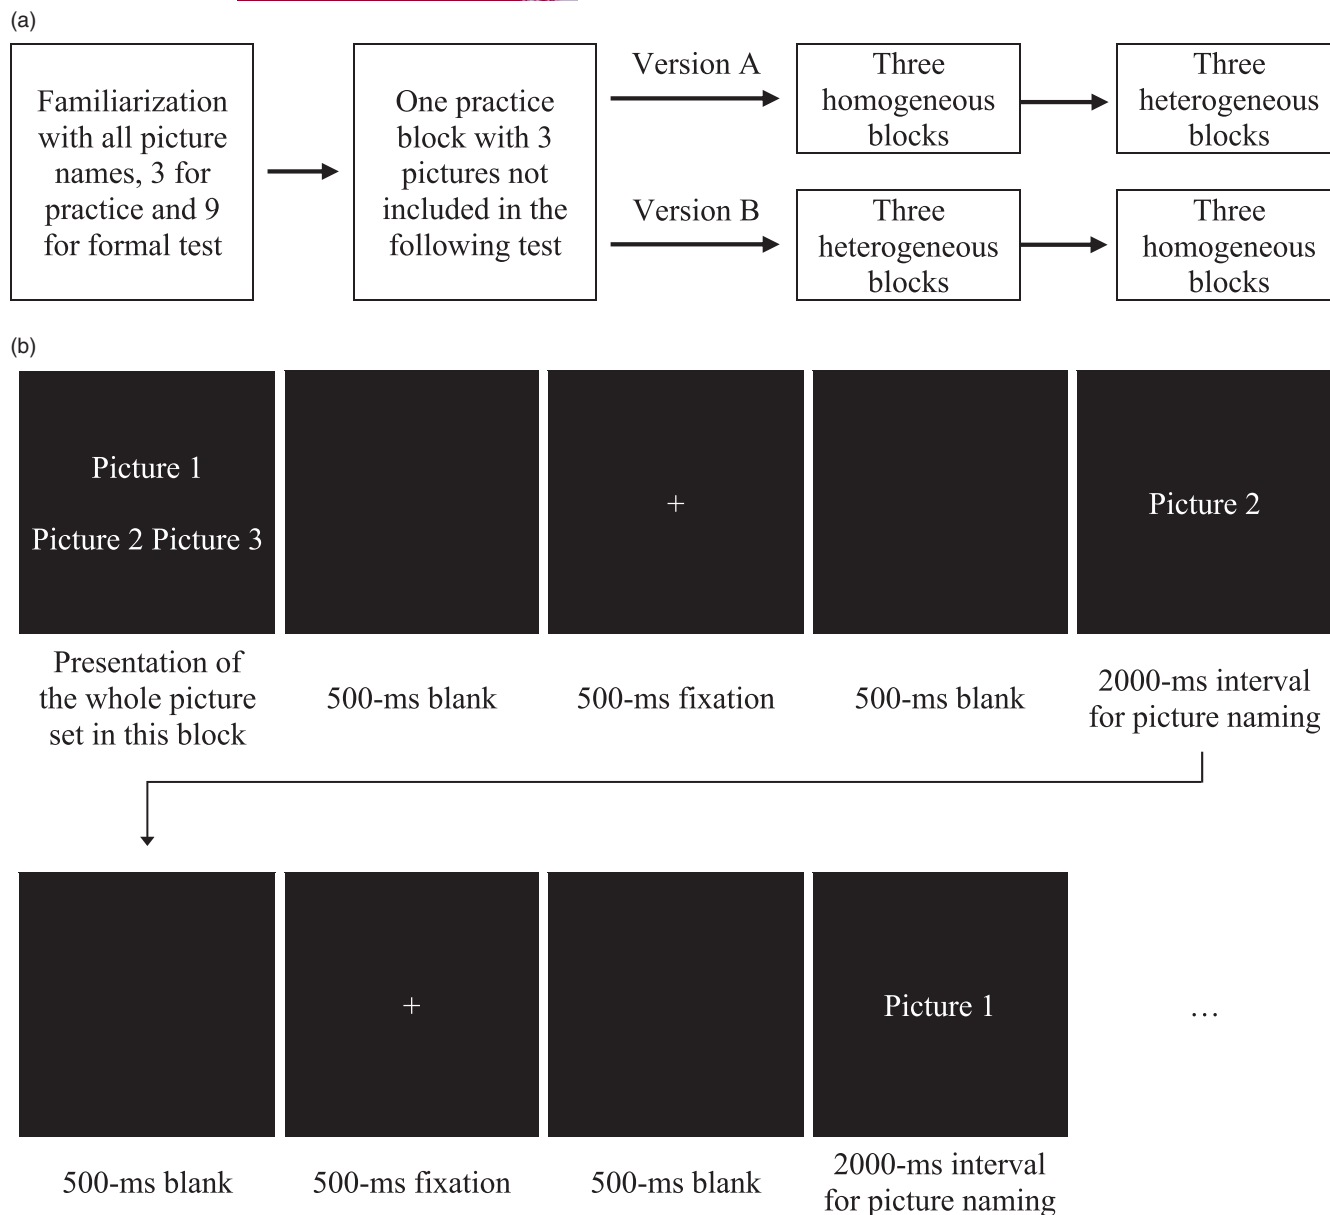 (a)
Familiarization
with all picture
names, 3 for
practice and 9
for formal test
One practice
block with 3
pictures not
included in the
following test
Version A
Three
homogeneous
blocks
Three
heterogeneous
blocks
Version B
Three
heterogeneous
blocks
Three
homogeneous
blocks
(b)
Picture 1
Picture 2 Picture 3
+
Picture 2
Presentation of
the whole picture
set in this block
500-ms blank
500-ms fixation
500-ms blank
2000-ms interval
for picture naming
+
Picture 1
...
500-ms blank
500-ms fixation
500-ms blank
2000-ms interval
for picture naming